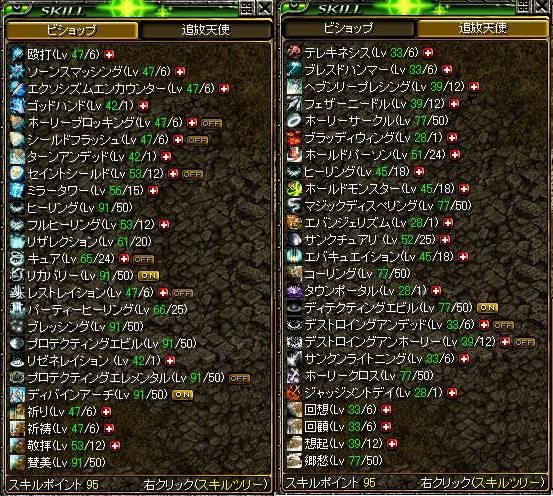 SKILL
ビショップ 追放天使
殴打(Lv 47/6)
ソーンスマッシング(Lv 47/6)
エクソシズムエンカウンター(Lv 47/6)
ゴッドハンド(Lv 42/1)
ホーリーブロッキング(Lv 47/6) OFF
シールドフラッシュ(Lv 47/6) OFF
ターンアンデッド(Lv 42/1)
セイントシールド(Lv 53/12) OFF
ミラータワー(Lv 56/15)
ヒーリング(Lv 91/50)
フルヒーリング(Lv 53/12)
リザレクション(Lv 61/20)
キュア(Lv 65/24) OFF
リカバリー(Lv 91/50) ON
レストレイション(Lv 47/6) OFF
パーティーヒーリング(Lv 66/25)
ブレッシング(Lv 91/50)
プロテクティングエビル(Lv 91/50)
リゼネレイション(Lv 42/1)
プロテクティングエレメンタル(Lv 91/50) OFF
ディバインアーチ(Lv 91/50) ON
祈り(Lv 47/6)
祈祷(Lv 47/6)
敬拝(Lv 53/12)
賛美(Lv 91/50)
スキルポイント 95 右クリック(スキルツリー)
SKILL
ビショップ 追放天使
テレキネシス(Lv 33/6)
ブレスドハンマー(Lv 33/6)
ヘブンリープレシング(Lv 39/12)
フェザーニードル(Lv 39/12)
ホーリーサークル(Lv 77/50)
ブラッディウィング(Lv 28/1)
ホールドパーソン(Lv 51/24)
ヒーリング(Lv 45/18)
ホールドモンスター(Lv 45/18)
マジックディスペリング(Lv 77/50)
エバンジェリズム(Lv 28/1)
サンクチュアリ(Lv 52/25)
エバキュエイション(Lv 45/18)
コーリング(Lv 77/50)
タウンポータル(Lv 28/1)
ディテクティングエビル(Lv 77/50) ON
デストロイングアンデッド(Lv 33/6) OFF
デストロイングアンホーリー(Lv 39/12) OFF
サンクンライトニング(Lv 33/6)
ホーリークロス(Lv 77/50)
ジャッジメントデイ(Lv 28/1)
回想(Lv 33/6)
回顧(Lv 33/6)
想起(Lv 39/12)
郷愁(Lv 77/50)
スキルポイント 95 右クリック(スキルツリー)